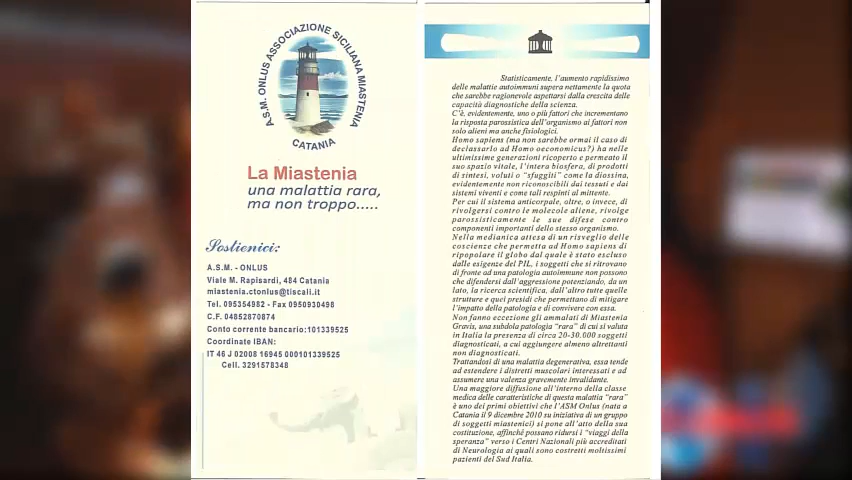 A.S.M. ONLUS ASSOCIAZIONE SICILIANA MIASTENIA
CATANIA
La Miastenia
una malattia rara,
ma non troppo.....
Sostienici:
A.S.M. - ONLUS
Viale M. Rapisardi, 484 Catania
miastenia.ctonlus@tiscali.it
Tel. 095354982 - Fax 0950930498
C.F. 04852870874
Conto corrente bancario:101339525
Coordinate IBAN:
IT 46 J 02008 16945 000101339525
Cell. 3291578348
Statisticamente, l'aumento rapidissimo
delle malattie autoimmuni supera nettamente la quota
che sarebbe ragionevole aspettarsi dalla crescita delle
capacità diagnostiche della scienza.
C'è, evidentemente, uno o più fattori che incrementano
la risposta parossistica dell'organismo ai fattori non
solo alieni ma anche fisiologici.
Homo sapiens (ma non sarebbe ormai il caso di
declassarlo ad Homo oeconomicus?) ha nelle
ultimissime generazioni ricoperto e permeato il
suo spazio vitale, l'intera biosfera, di prodotti
di sintesi, voluti o "sfuggiti" come la diossina,
evidentemente non riconoscibili dai tessuti e dai
sistemi viventi e come tali respinti al mittente.
Per cui il sistema anticorpale, oltre, o invece, di
rivolgersi contro le molecole aliene, rivolge
parossisticamente le sue difese contro
componenti importanti dello stesso organismo.
Nella medianica attesa di un risveglio delle
coscienze che permetta ad Homo sapiens di
ripopolare il globo dal quale è stato escluso
dalle esigenze del PIL, i soggetti che si ritrovano
di fronte ad una patologia autoimmune non possono
che difendersi dall'aggressione potenziando, da un
lato, la ricerca scientifica, dall'altro tutte quelle
strutture e quei presidi che permettano di mitigare
l'impatto della patologia e di convivere con essa.
Non fanno eccezione gli ammalati di Miastenia
Gravis, una subdola patologia "rara" di cui si valuta
in Italia la presenza di circa 20-30.000 soggetti
diagnosticati, a cui aggiungere almeno altrettanti
non diagnosticati.
Trattandosi di una malattia degenerativa, essa tende
ad estendere i distretti muscolari interessati e ad
assumere una valenza gravemente invalidante.
Una maggiore diffusione all'interno della classe
medica delle caratteristiche di questa malattia "rara"
è uno dei primi obiettivi che l'ASM Onlus (nata a
Catania il 9 dicembre 2010 su iniziativa di un gruppo
di soggetti miastenici) si pone all'atto della sua
costituzione, affinché possano ridursi i "viaggi della
speranza" verso i Centri Nazionali più accreditati
di Neurologia ai quali sono costretti moltissimi
pazienti del Sud Italia.